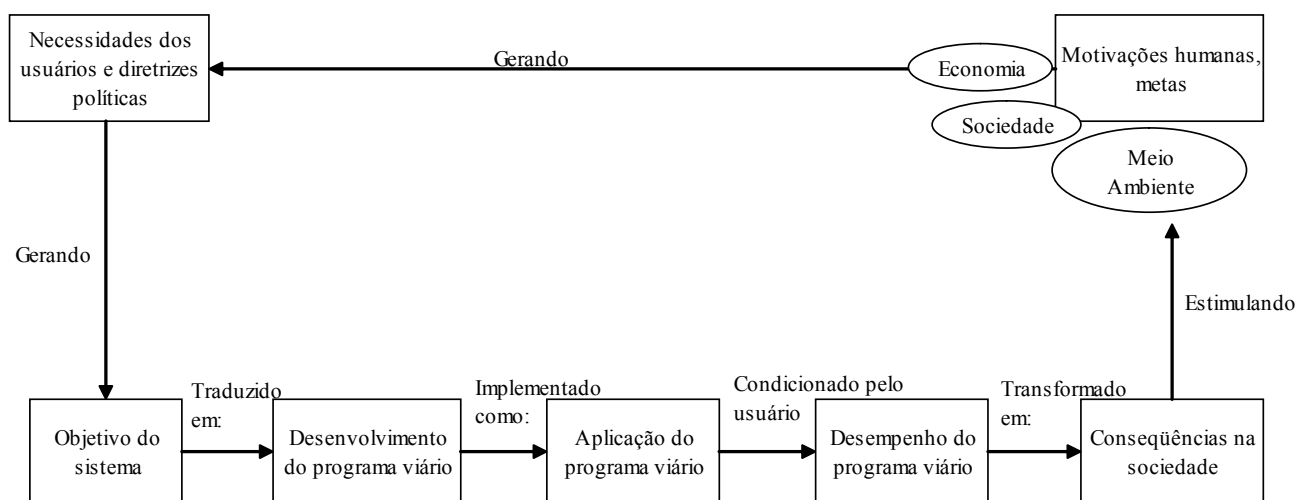 Necessidades dos
usuários e diretrizes
políticas
Gerando
Economia
Motivações humanas,
metas
Sociedade
Meio
Ambiente
Gerando
Estimulando
Traduzido
em:
Implementado
como:
Condicionado pelo
usuário
Transformado
em:
Objetivo do
sistema
Desenvolvimento
do programa viário
Aplicação do
programa viário
Desempenho do
programa viário
Conseqüências na
sociedade